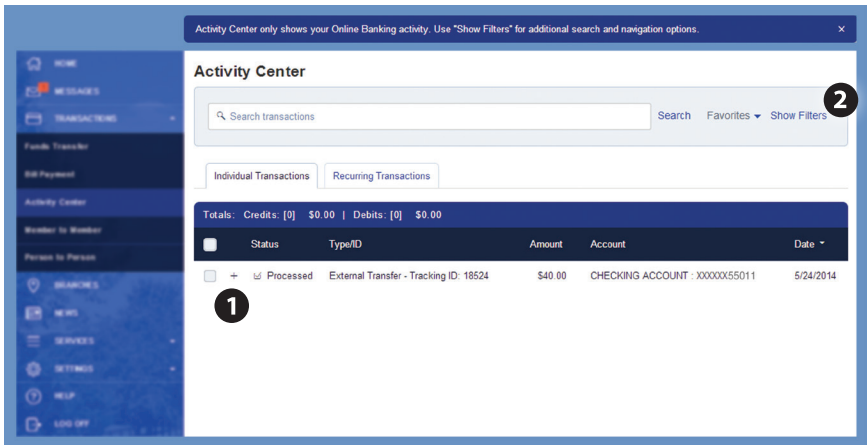 Activity Center only shows your Online Banking activity. Use "Show Filters" for additional search and navigation options. ×
HOME
MESSAGES
TRANSACTIONS
Funds Transfer
Bill Payment
Activity Center
Member to Member
Person to Person
BRANCHES
NEWS
SERVICES
SETTINGS
HELP
LOG OFF
Activity Center
2
Search transactions Search Favorites Show Filters
Individual Transactions Recurring Transactions
Totals: Credits: [0] $0.00 | Debits: [0] $0.00
Status Type/ID Amount Account Date
+ Processed External Transfer - Tracking ID: 18524 $40.00 CHECKING ACCOUNT : XXXXXX55011 5/24/2014
1